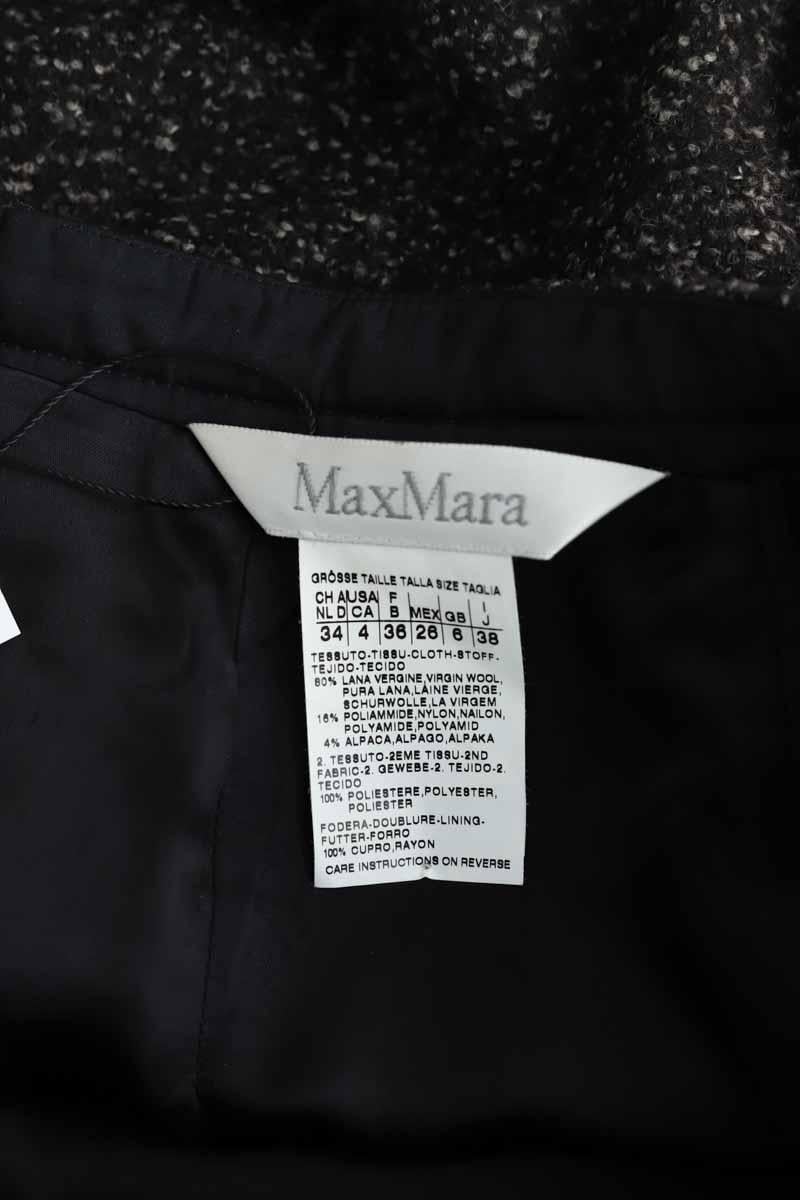 MaxMara
GRÖSSE TAILLE TALLA SIZE TAGLIA
CH A USA F I
NL D CA B MEX GB J
34 4 36 26 6 38
TESSUTO-TISSU-CLOTH-STOFF-
TEJIDO-TECIDO
80% LANA VERGINE,VIRGIN WOOL,
PURA LANA,LAINE VIERGE,
SCHURWOLLE,LA VIRGEM
16% POLIAMMIDE,NYLON,NAILON,
POLYAMIDE,POLYAMID
4% ALPACA,ALPAGO,ALPAKA
2. TESSUTO-2EME TISSU-2ND
FABRIC-2. GEWEBE-2. TEJIDO-2.
TECIDO
100% POLIESTERE,POLYESTER,
POLIESTER
FODERA-DOUBLURE-LINING-
FUTTER-FORRO
100% CUPRO,RAYON
CARE INSTRUCTIONS ON REVERSE